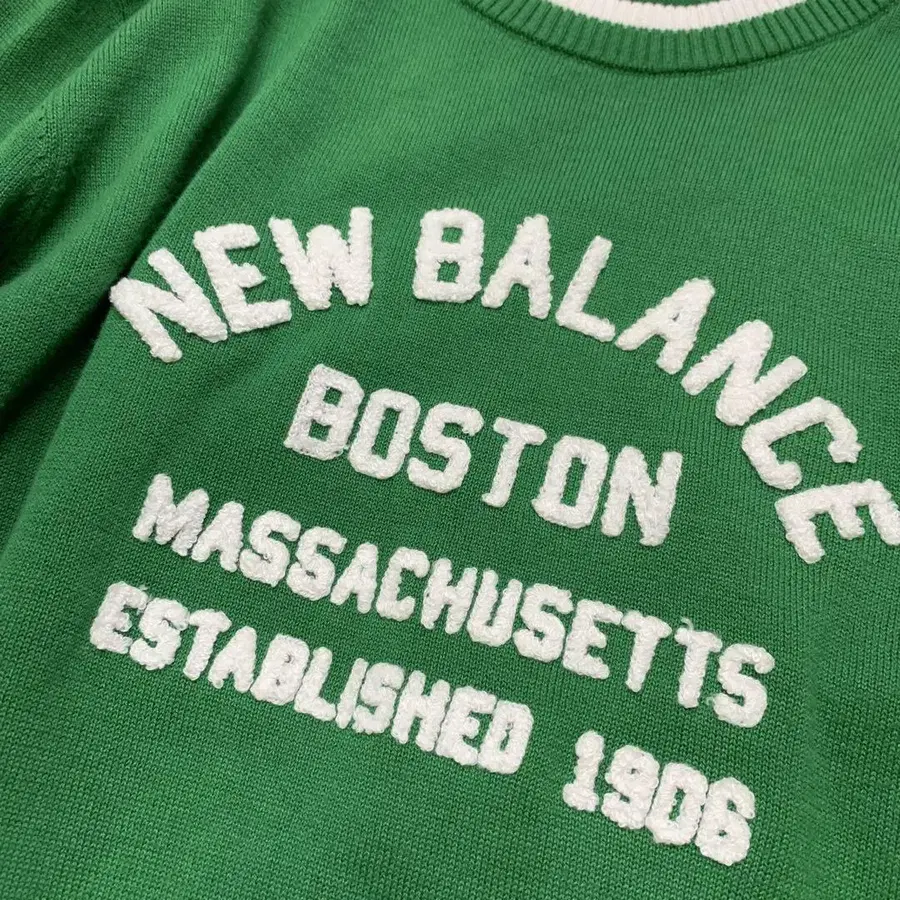 NEW BALANCE
BOSTON
MASSACHUSETTS
ESTABLISHED 1906